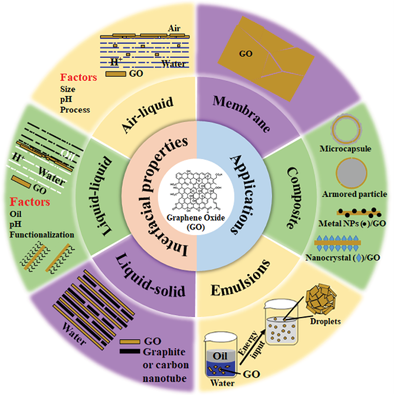 Air
H+
Water
GO
Factors
Size
pH
Process
Air-liquid
GO
Membrane
Liquid-liquid
Oil
H+
Water
GO
Factors
Oil
pH
Functionalization
Interfacial properties
Applications
Graphene Oxide
(GO)
Composite
Microcapsule
Armored particle
Metal NPs (●)/GO
Nanocrystal (♦)/GO
Liquid-solid
Water
GO
Graphite
or carbon
nanotube
Emulsions
Oil
Water
GO
Energy
input
Droplets